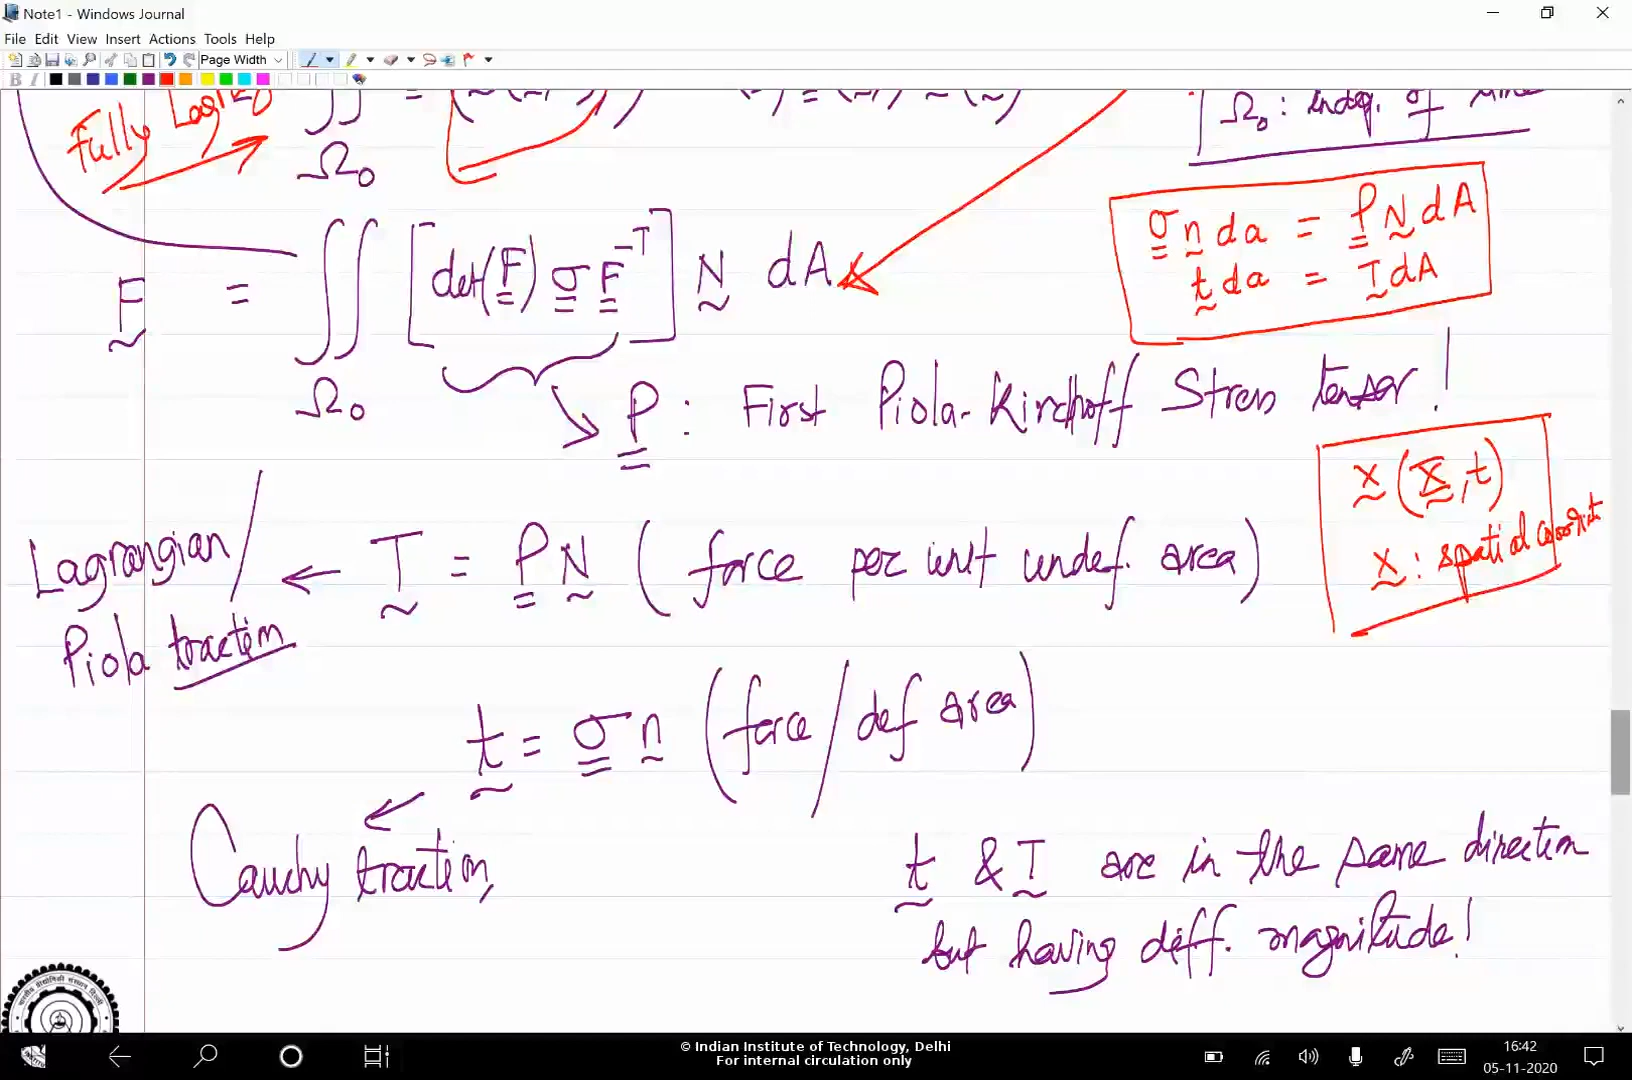 Note1 - Windows Journal
File Edit View Insert Actions Tools Help
Page Width
B I
Fully
Ω₀
Ω₀ : indep. of
σ n da = P N dA
t da = T dA
F = ∬ [det(F) σ F^-T] N dA
Ω₀
P : First Piola-Kirchoff Stress tensor!
x (X, t)
x : spatial
Lagrangian/
Piola traction
← T = P N (force per unit undef. area)
t = σ n (force/def area)
Cauchy traction,
t & T are in the same direction
but having diff. magnitude!
© Indian Institute of Technology, Delhi
For internal circulation only
16:42
05-11-2020